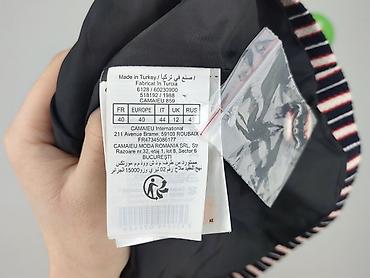 Made in Turkey / صنع في تركيا
Fabricat în Turcia
6128 / 60230900
518192 / 1988
CAMAIEU 859
FR EUROPE IT UK RUS
40 40 44 12 4
CAMAIEU International
211 Avenue Brame; 59100 ROUBAIX
FR47345086177
CAMAIEU MODA ROMANIA SRL, Str
Razoare nr.32, etaj 1, lot 8, Sector 6
BUCURESTI